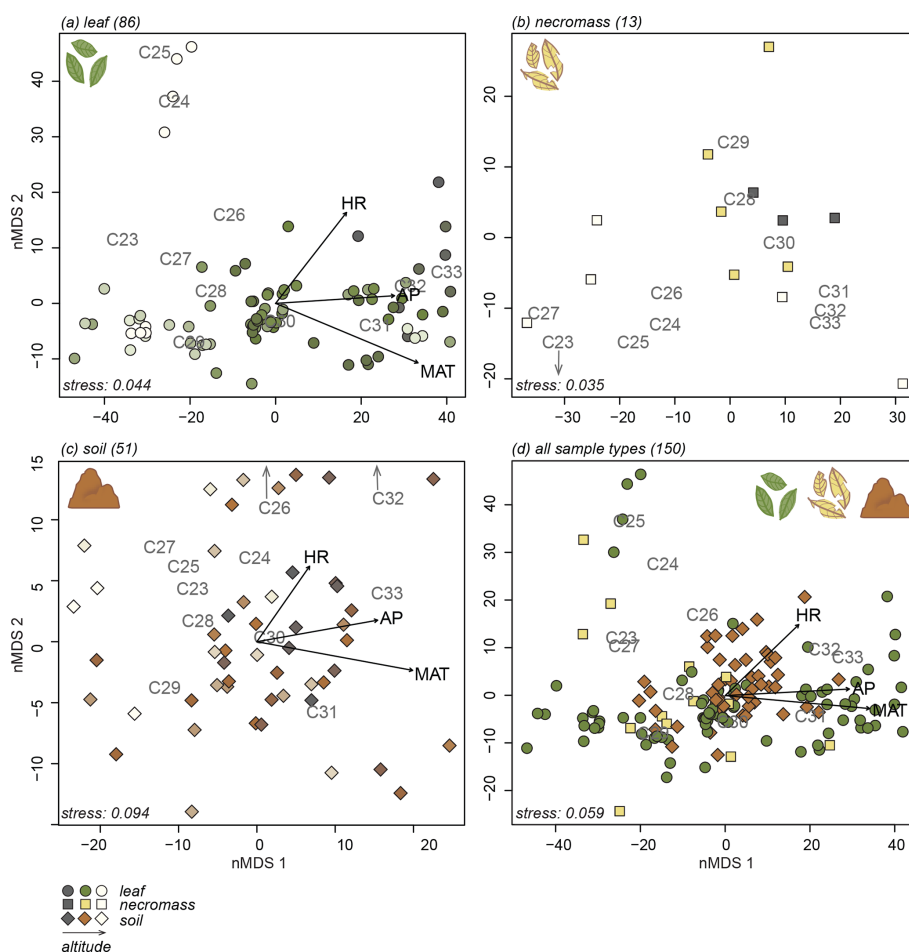 (a) leaf (86)
C25
C24
C26
HR
C23
C27
C28
C33
C32
AP
C30
C31
C29
MAT
stress: 0.044
nMDS 2
40
30
20
10
0
−10
−40
−20
0
20
40
(b) necromass (13)
C29
C28
C30
C26
C31
C27
C32
C24
C33
C23
C25
stress: 0.035
20
10
0
−10
−20
−30
−20
−10
0
10
20
30
(c) soil (51)
C32
C26
C27
C24
HR
C25
C23
C33
C28
AP
C30
MAT
C29
C31
stress: 0.094
nMDS 2
15
10
5
0
−5
−10
−20
−10
0
10
20
nMDS 1
(d) all sample types (150)
C25
C24
C26
HR
C23
C27
C32
C33
C28
AP
MAT
C30
C31
stress: 0.059
40
30
20
10
0
−10
−20
−40
−20
0
20
40
nMDS 1
leaf
necromass
soil
altitude